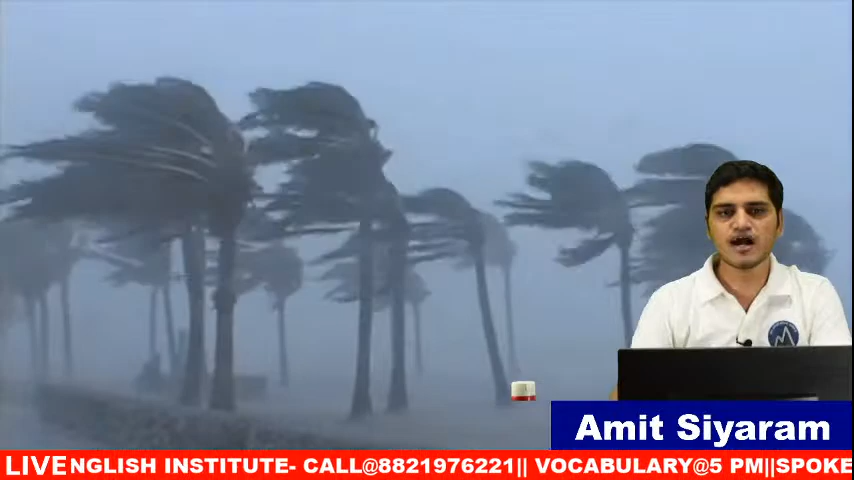 Amit Siyaram
LIVE NGLISH INSTITUTE- CALL@8821976221|| VOCABULARY@5 PM||SPOKE